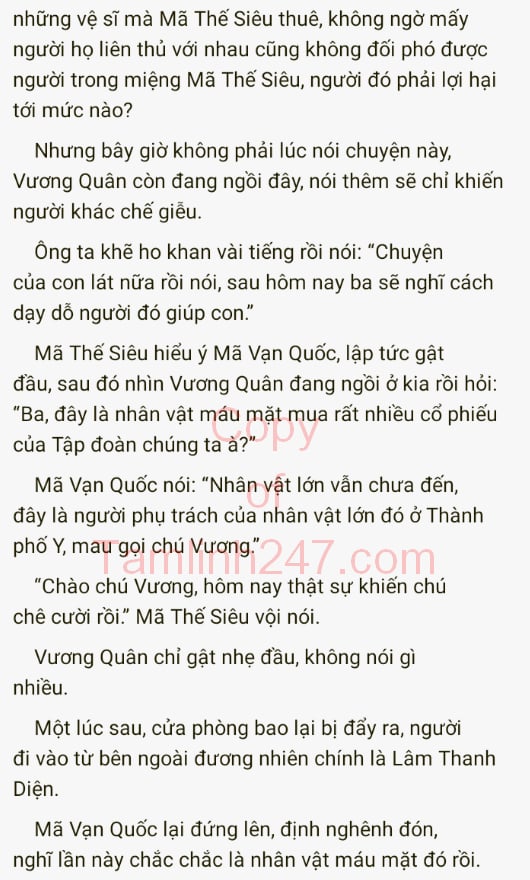 những vệ sĩ mà Mã Thế Siêu thuê, không ngờ mấy
người họ liên thủ với nhau cũng không đối phó được
người trong miệng Mã Thế Siêu, người đó phải lợi hại
tới mức nào?
Nhưng bây giờ không phải lúc nói chuyện này,
Vương Quân còn đang ngồi đây, nói thêm sẽ chỉ khiến
người khác chế giễu.
Ông ta khẽ ho khan vài tiếng rồi nói: “Chuyện
của con lát nữa rồi nói, sau hôm nay ba sẽ nghĩ cách
dạy dỗ người đó giúp con.”
Mã Thế Siêu hiểu ý Mã Vạn Quốc, lập tức gật
đầu, sau đó nhìn Vương Quân đang ngồi ở kia rồi hỏi:
“Ba, đây là nhân vật máu mặt mua rất nhiều cổ phiếu
của Tập đoàn chúng ta à?”
Mã Vạn Quốc nói: “Nhân vật lớn vẫn chưa đến,
đây là người phụ trách của nhân vật lớn đó ở Thành
phố Y, mau gọi chú Vương.”
“Chào chú Vương, hôm nay thật sự khiến chú
chê cười rồi.” Mã Thế Siêu vội nói.
Vương Quân chỉ gật nhẹ đầu, không nói gì
nhiều.
Một lúc sau, cửa phòng bao lại bị đẩy ra, người
đi vào từ bên ngoài đương nhiên chính là Lâm Thanh
Diện.
Mã Vạn Quốc lại đứng lên, định nghênh đón,
nghĩ lần này chắc chắc là nhân vật máu mặt đó rồi.
Copy
of
Tamlinh247.com